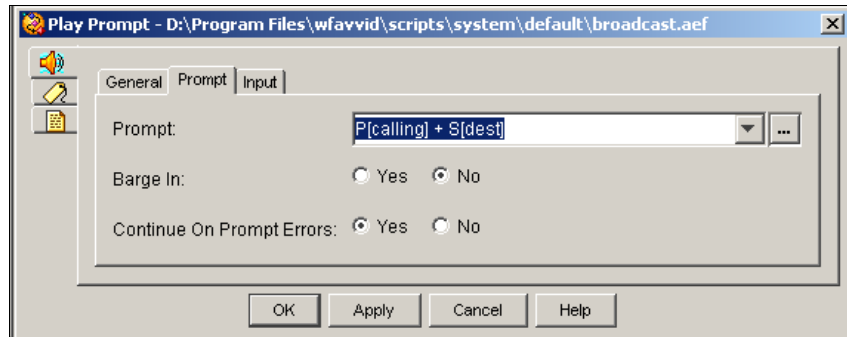 Play Prompt - D:\Program Files\wfavvid\scripts\system\default\broadcast.aef
General Prompt Input
Prompt: P[calling] + S[dest] ...
Barge In: Yes No
Continue On Prompt Errors: Yes No
OK Apply Cancel Help